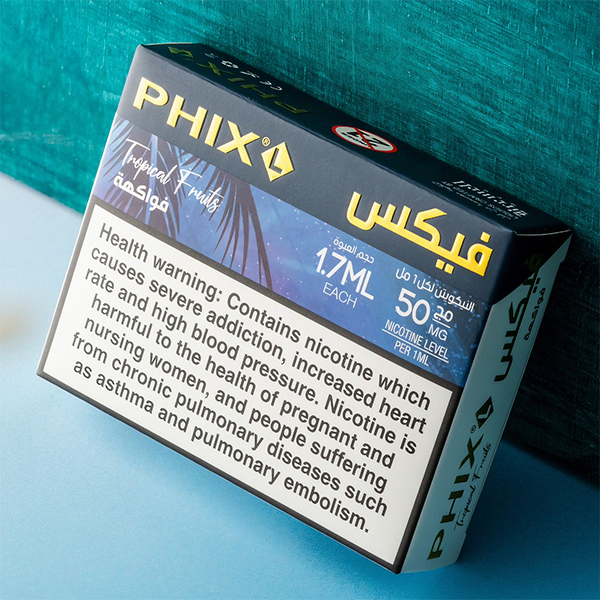 PHIX
PHIX® L
Tropical Fruits
فواكهة
فيكس
حجم العبوة
1.7ML
EACH
النيكوتين لكل 1 مل
50 مج
MG
NICOTINE LEVEL
PER 1ML
Health warning: Contains nicotine which
causes severe addiction, increased heart
rate and high blood pressure. Nicotine is
harmful to the health of pregnant and
nursing women, and people suffering
from chronic pulmonary diseases such
as asthma and pulmonary embolism.
PHIX® L
Tropical Fruits
فيكس